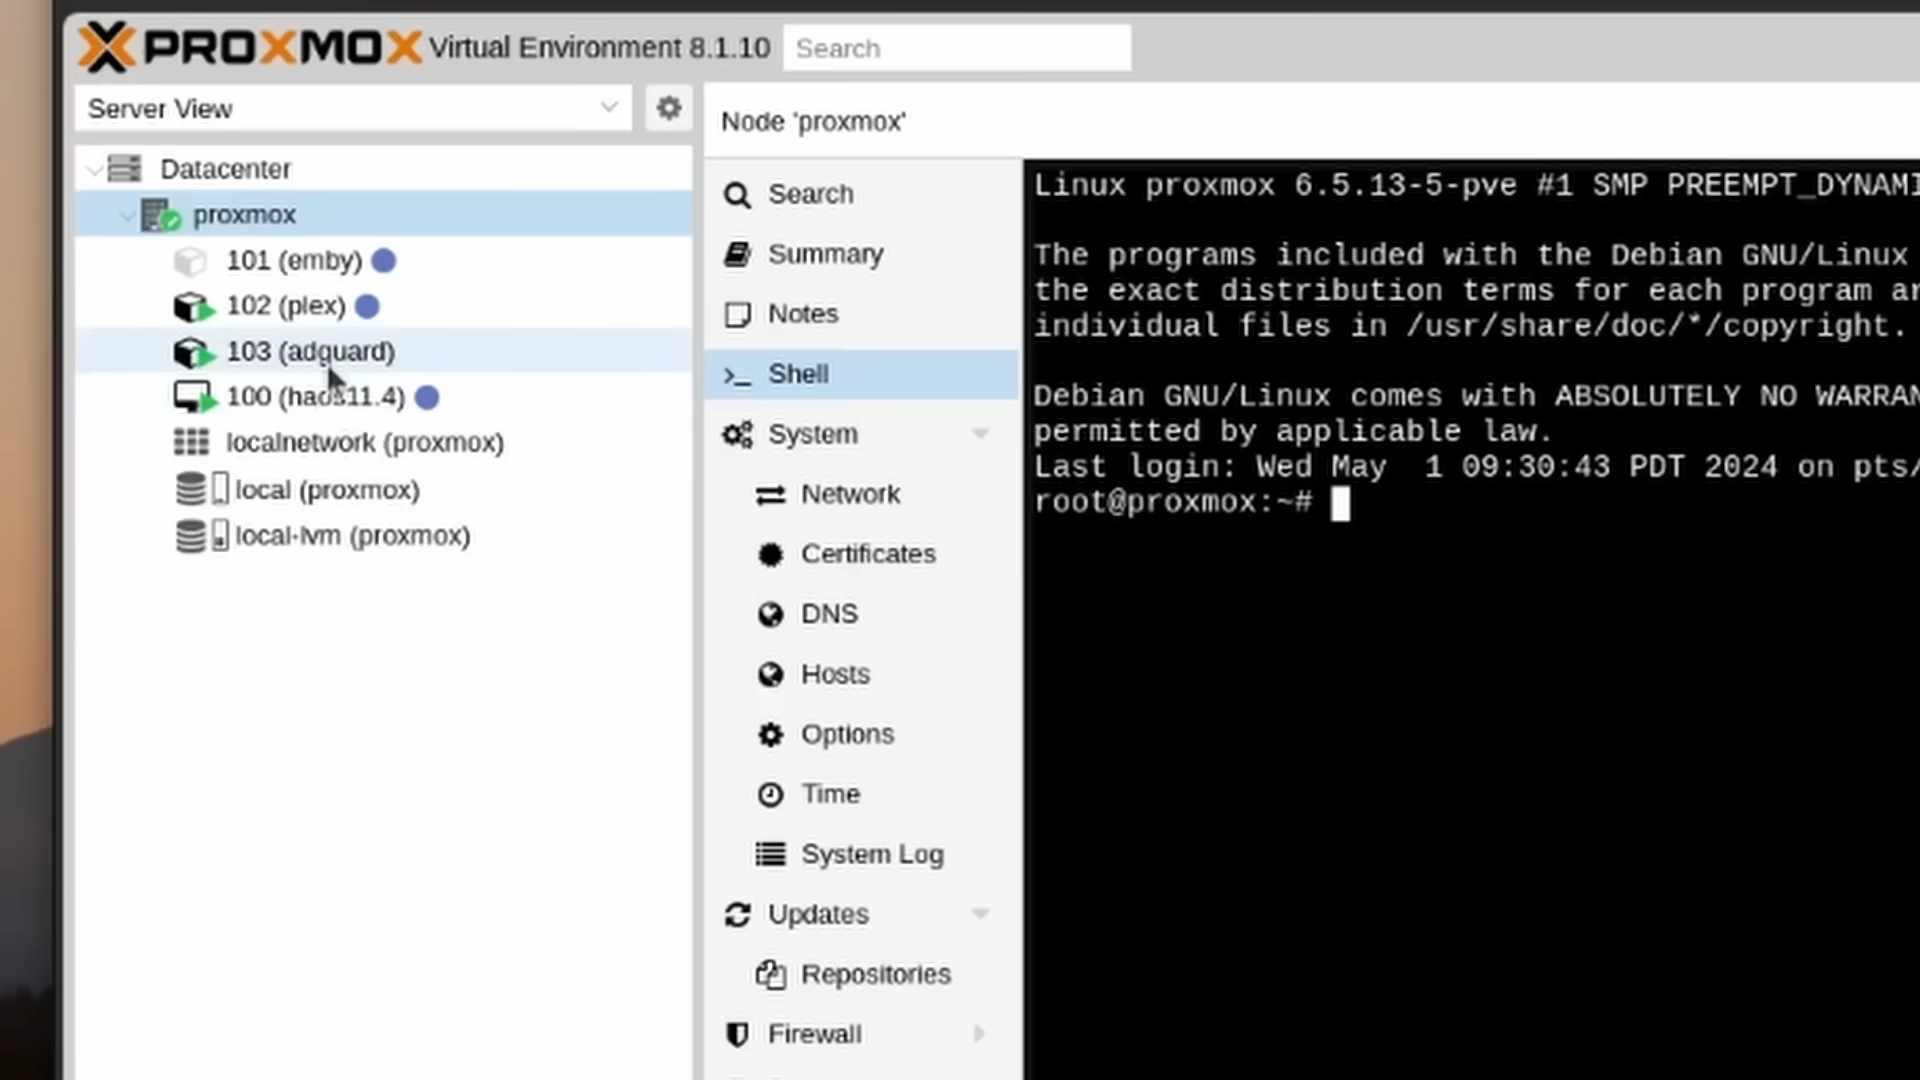 PROXMOX Virtual Environment 8.1.10
Search
Server View
Datacenter
proxmox
101 (emby)
102 (plex)
103 (adguard)
100 (haos11.4)
localnetwork (proxmox)
local (proxmox)
local-lvm (proxmox)
Node 'proxmox'
Search
Summary
Notes
Shell
System
Network
Certificates
DNS
Hosts
Options
Time
System Log
Updates
Repositories
Firewall
Linux proxmox 6.5.13-5-pve #1 SMP PREEMPT_DYNAMI
The programs included with the Debian GNU/Linux
the exact distribution terms for each program ar
individual files in /usr/share/doc/*/copyright.
Debian GNU/Linux comes with ABSOLUTELY NO WARRAN
permitted by applicable law.
Last login: Wed May  1 09:30:43 PDT 2024 on pts/
root@proxmox:~#